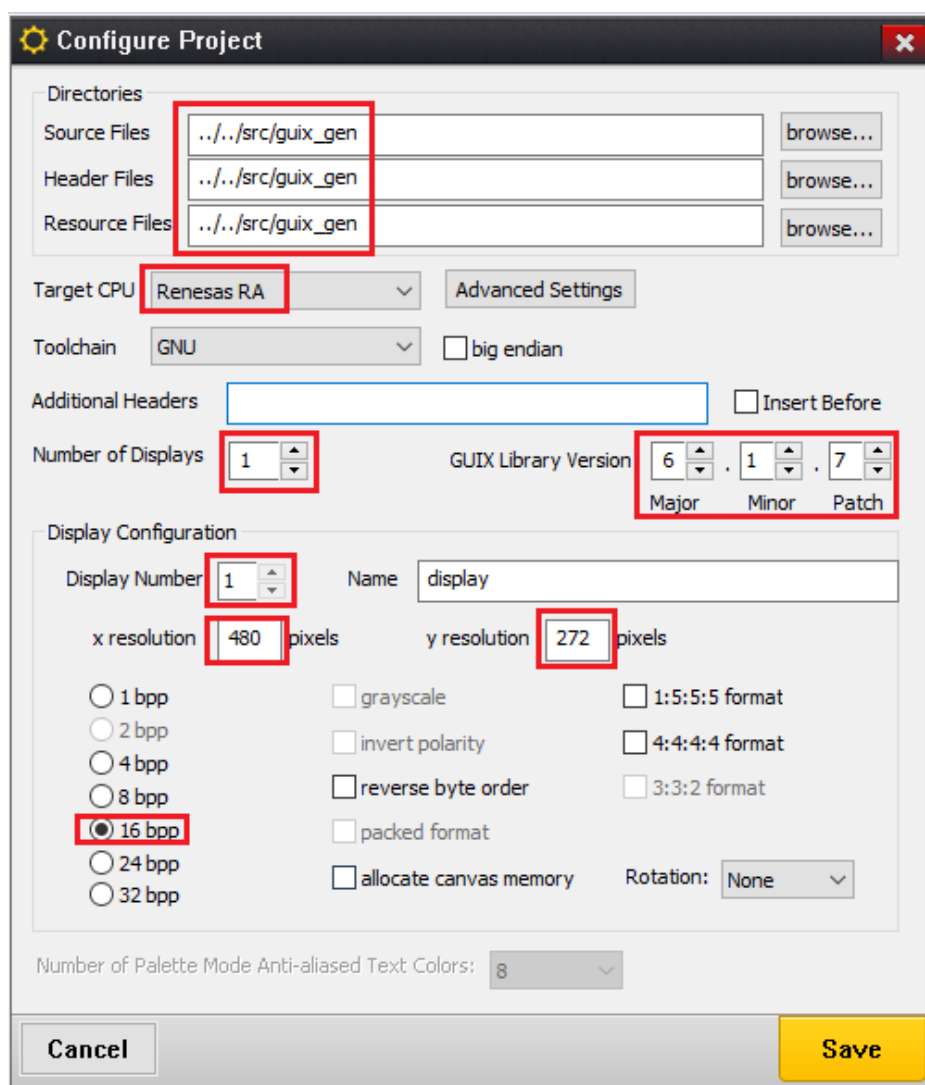 Configure Project
Directories
Source Files ../../src/guix_gen browse...
Header Files ../../src/guix_gen browse...
Resource Files ../../src/guix_gen browse...
Target CPU Renesas RA Advanced Settings
Toolchain GNU big endian
Additional Headers Insert Before
Number of Displays 1 GUIX Library Version 6 . 1 . 7
Major Minor Patch
Display Configuration
Display Number 1 Name display
x resolution 480 pixels y resolution 272 pixels
1 bpp grayscale 1:5:5:5 format
2 bpp invert polarity 4:4:4:4 format
4 bpp reverse byte order 3:3:2 format
8 bpp packed format
16 bpp allocate canvas memory Rotation: None
24 bpp
32 bpp
Number of Palette Mode Anti-aliased Text Colors: 8
Cancel Save